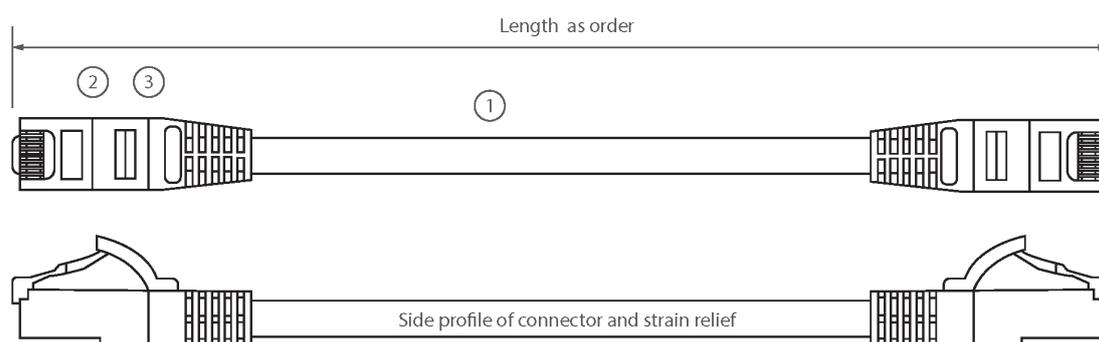 Length as order
2 3
1
Side profile of connector and strain relief